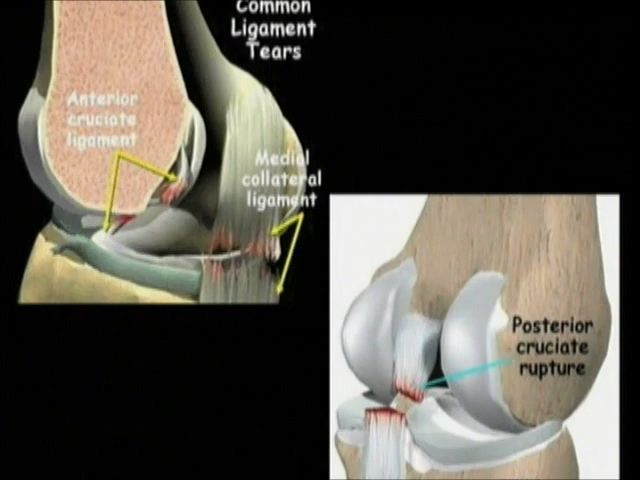 Common
Ligament
Tears
Anterior
cruciate
ligament
Medial
collateral
ligament
Posterior
cruciate
rupture